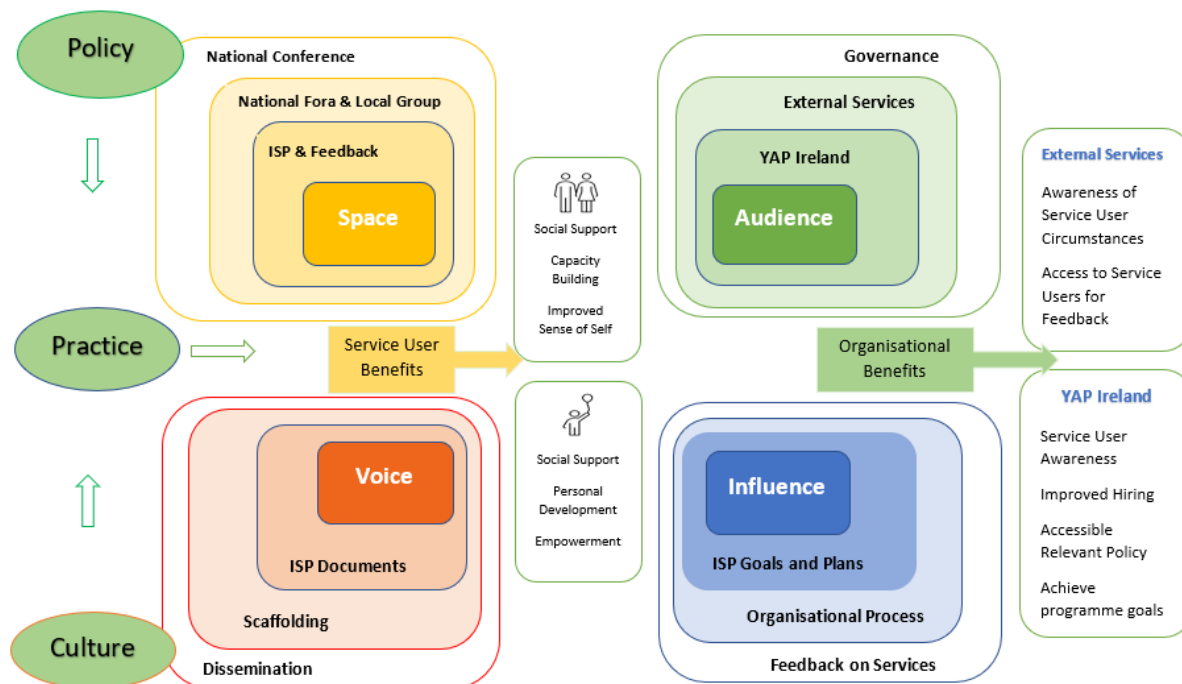 Policy
National Conference
National Fora & Local Group
ISP & Feedback
Space
Governance
External Services
YAP Ireland
Audience
Social Support
Capacity
Building
Improved
Sense of Self
External Services
Awareness of
Service User
Circumstances
Access to Service
Users for
Feedback
Practice
Service User
Benefits
Organisational
Benefits
Voice
ISP Documents
Scaffolding
Dissemination
Culture
Social Support
Personal
Development
Empowerment
Influence
ISP Goals and Plans
Organisational Process
Feedback on Services
YAP Ireland
Service User
Awareness
Improved Hiring
Accessible
Relevant Policy
Achieve
programme goals